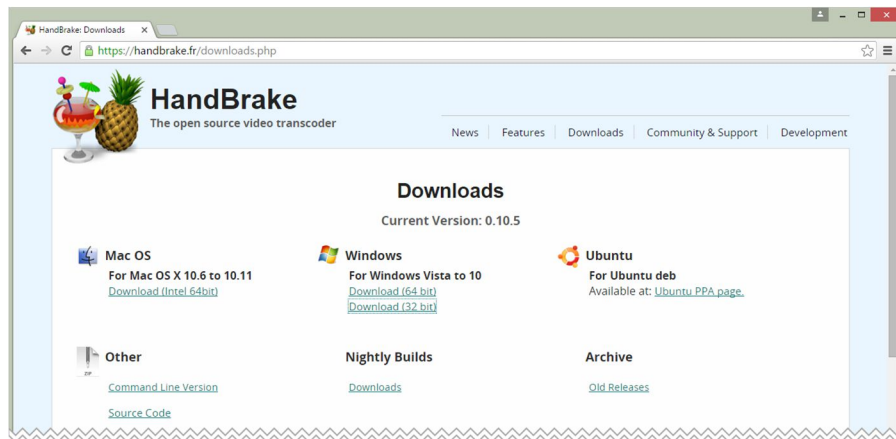 HandBrake: Downloads
https://handbrake.fr/downloads.php
HandBrake
The open source video transcoder
News
Features
Downloads
Community & Support
Development
Downloads
Current Version: 0.10.5
Mac OS
For Mac OS X 10.6 to 10.11
Download (Intel 64bit)
Windows
For Windows Vista to 10
Download (64 bit)
Download (32 bit)
Ubuntu
For Ubuntu deb
Available at: Ubuntu PPA page.
Other
Command Line Version
Source Code
Nightly Builds
Downloads
Archive
Old Releases
ZIP